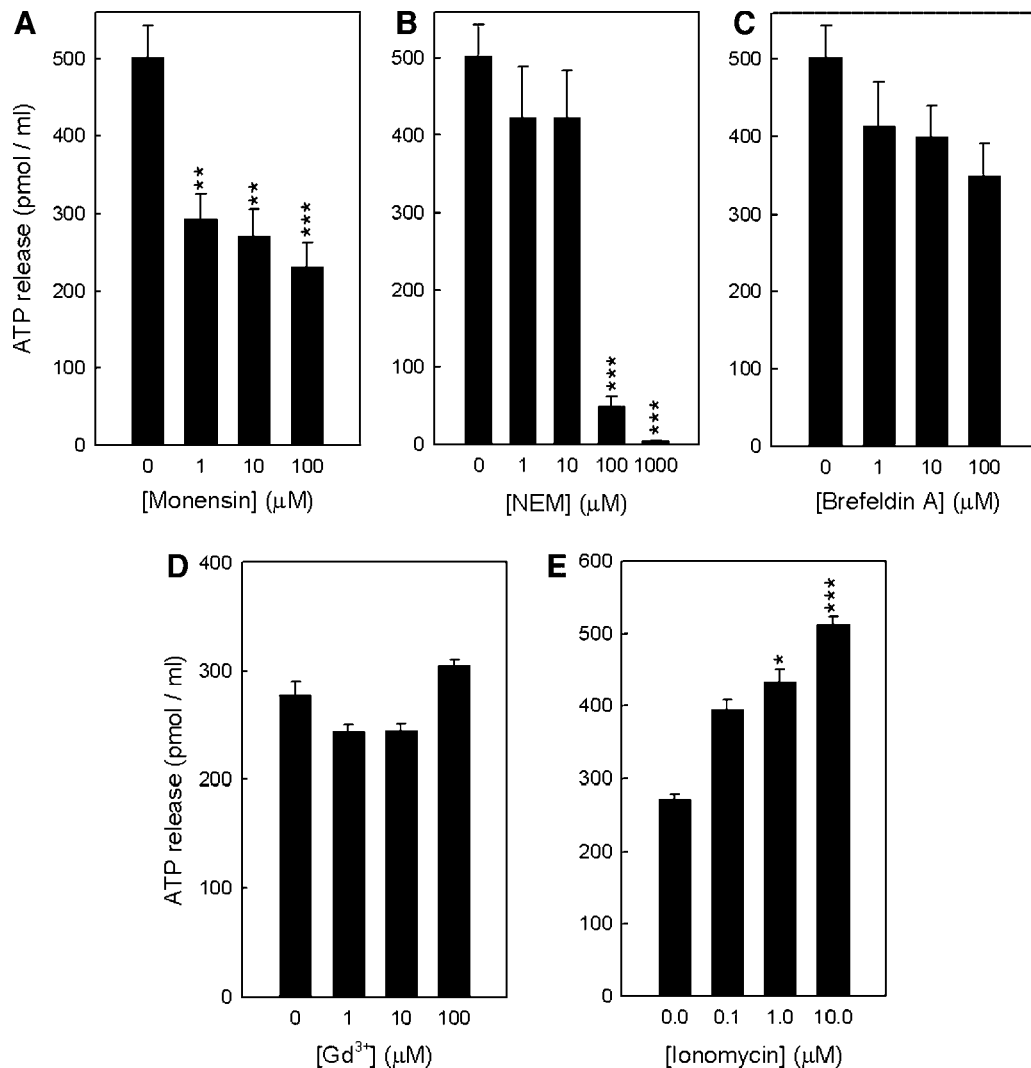 A
B
C
ATP release (pmol / ml)
500
400
300
200
100
0
**
**
***
0 1 10 100
[Monensin] (μM)
500
400
300
200
100
0
***
***
0 1 10 100 1000
[NEM] (μM)
500
400
300
200
100
0
0 1 10 100
[Brefeldin A] (μM)
D
E
ATP release (pmol / ml)
400
300
200
100
0
0 1 10 100
[Gd³⁺] (μM)
600
500
400
300
200
100
0
*
***
0.0 0.1 1.0 10.0
[Ionomycin] (μM)